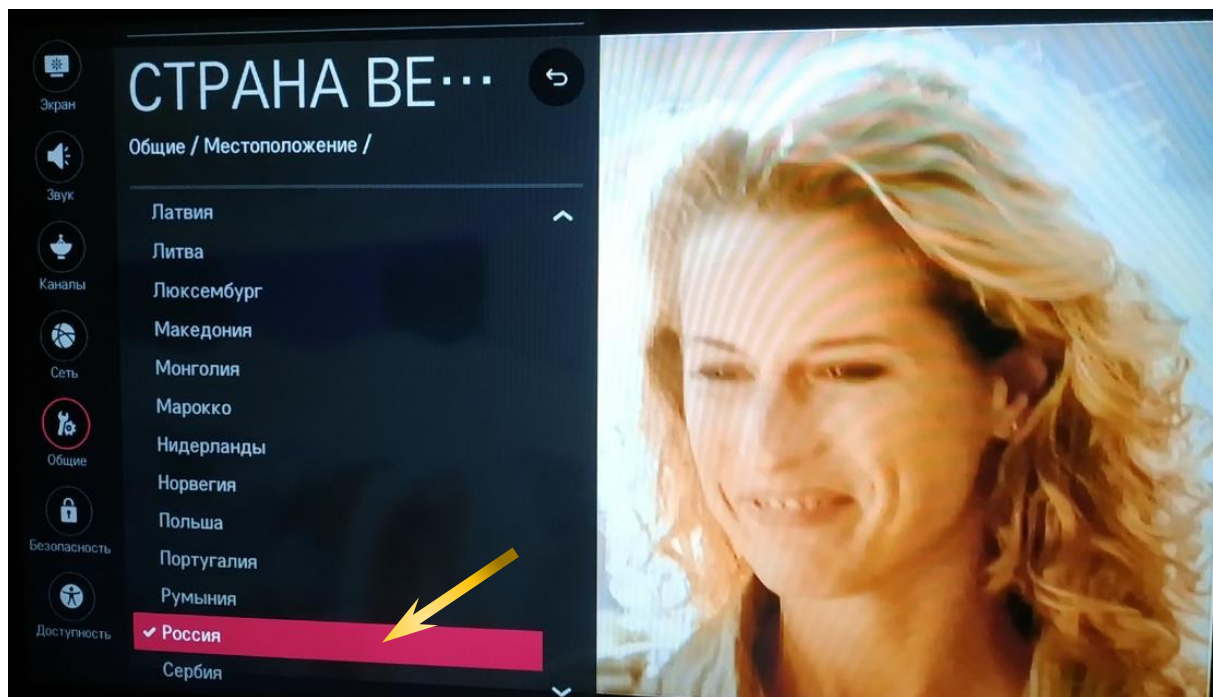 СТРАНА ВЕ···
Общие / Местоположение /
Экран
Звук
Каналы
Сеть
Общие
Безопасность
Доступность
Латвия
Литва
Люксембург
Македония
Монголия
Марокко
Нидерланды
Норвегия
Польша
Португалия
Румыния
Россия
Сербия